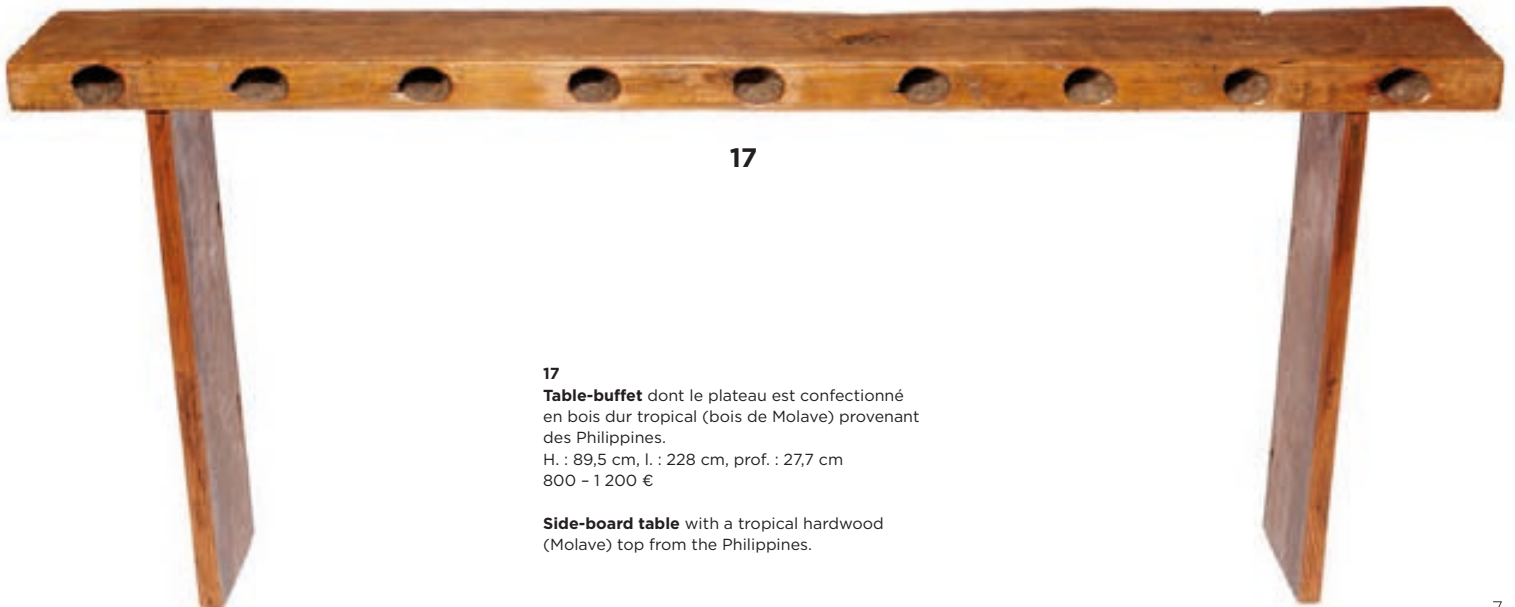 17
17
Table-buffet dont le plateau est confectionné
en bois dur tropical (bois de Molave) provenant
des Philippines.
H. : 89,5 cm, l. : 228 cm, prof. : 27,7 cm
800 – 1 200 €
Side-board table with a tropical hardwood
(Molave) top from the Philippines.
7